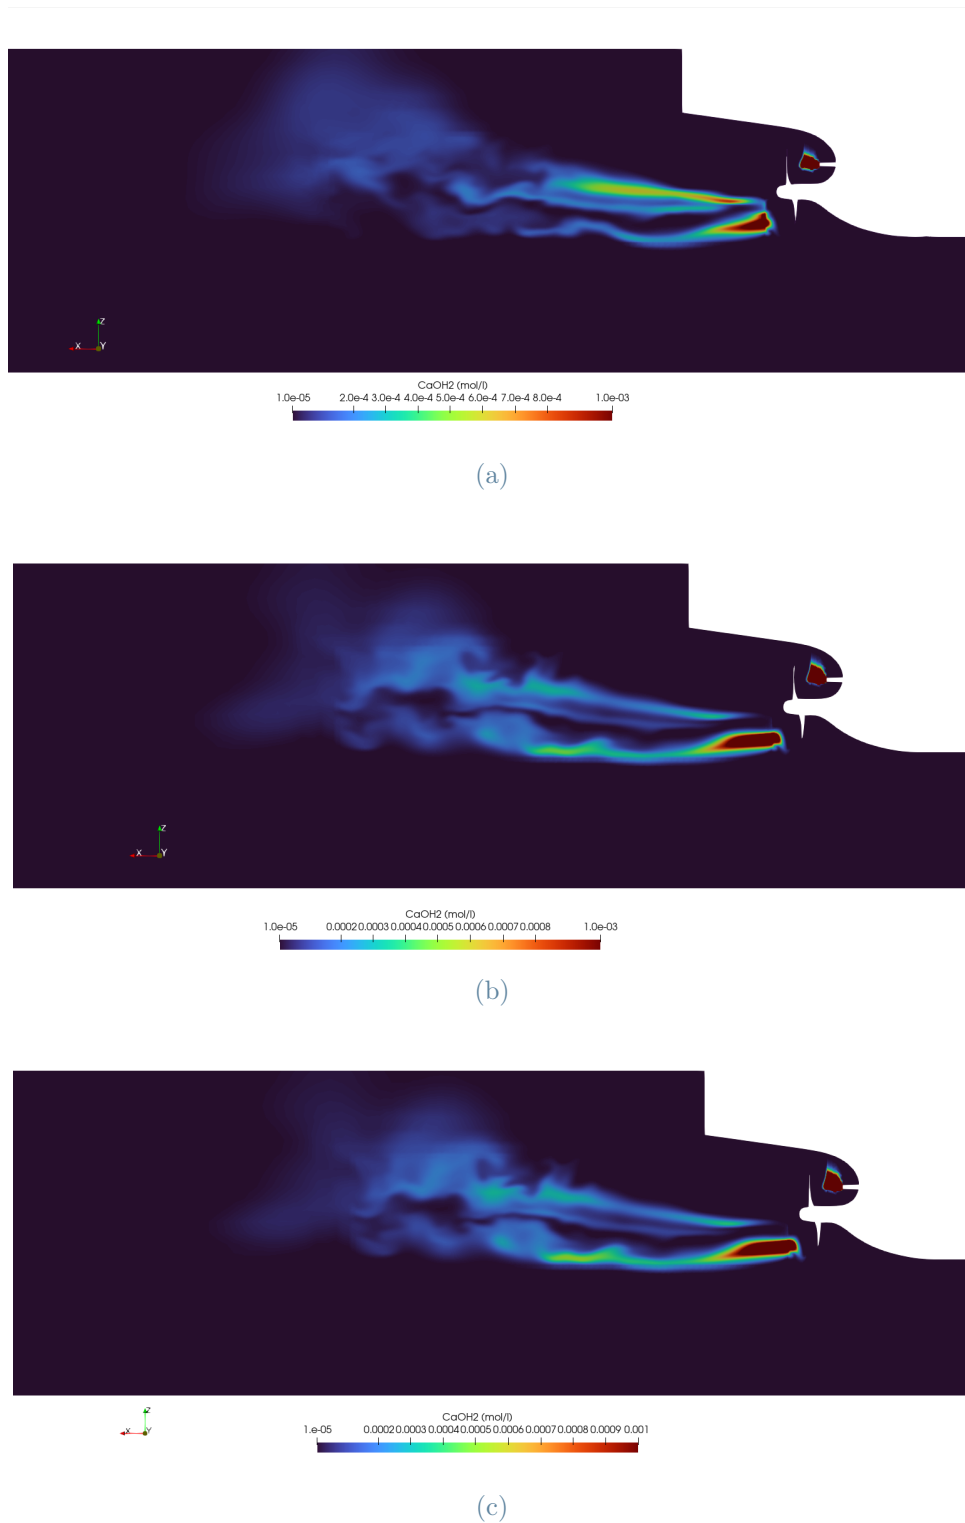 Z
X Y
CaOH2 (mol/l)
1.0e-05 2.0e-4 3.0e-4 4.0e-4 5.0e-4 6.0e-4 7.0e-4 8.0e-4 1.0e-03
(a)
Z
X Y
CaOH2 (mol/l)
1.0e-05 0.0002 0.0003 0.0004 0.0005 0.0006 0.0007 0.0008 1.0e-03
(b)
Z
X Y
CaOH2 (mol/l)
1.e-05 0.0002 0.0003 0.0004 0.0005 0.0006 0.0007 0.0008 0.0009 0.001
(c)